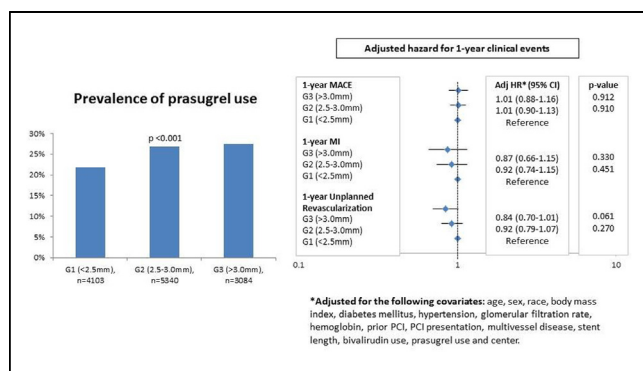 Adjusted hazard for 1-year clinical events
Prevalence of prasugrel use
30%
25%
20%
15%
10%
5%
0%
p <0.001
G1 (<2.5mm),
n=4103
G2 (2.5-3.0mm)
n=5340
G3 (>3.0mm)
n=3084
1-year MACE
G3 (>3.0mm)
G2 (2.5-3.0mm)
G1 (<2.5mm)
1-year MI
G3 (>3.0mm)
G2 (2.5-3.0mm)
G1 (<2.5mm)
1-year Unplanned
Revascularization
G3 (>3.0mm)
G2 (2.5-3.0mm)
G1 (<2.5mm)
0.1
1
10
Adj HR* (95% CI)
1.01 (0.88-1.16)
1.01 (0.90-1.13)
Reference
0.87 (0.66-1.15)
0.92 (0.74-1.15)
Reference
0.84 (0.70-1.01)
0.92 (0.79-1.07)
Reference
p-value
0.912
0.910
0.330
0.451
0.061
0.270
*Adjusted for the following covariates: age, sex, race, body mass
index, diabetes mellitus, hypertension, glomerular filtration rate,
hemoglobin, prior PCI, PCI presentation, multivessel disease, stent
length, bivalirudin use, prasugrel use and center.